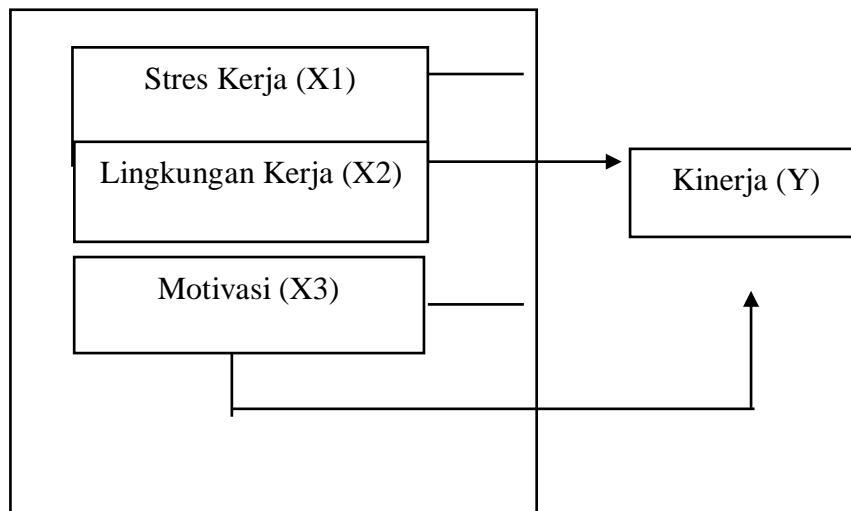 Stres Kerja (X1)
Lingkungan Kerja (X2)
Kinerja (Y)
Motivasi (X3)